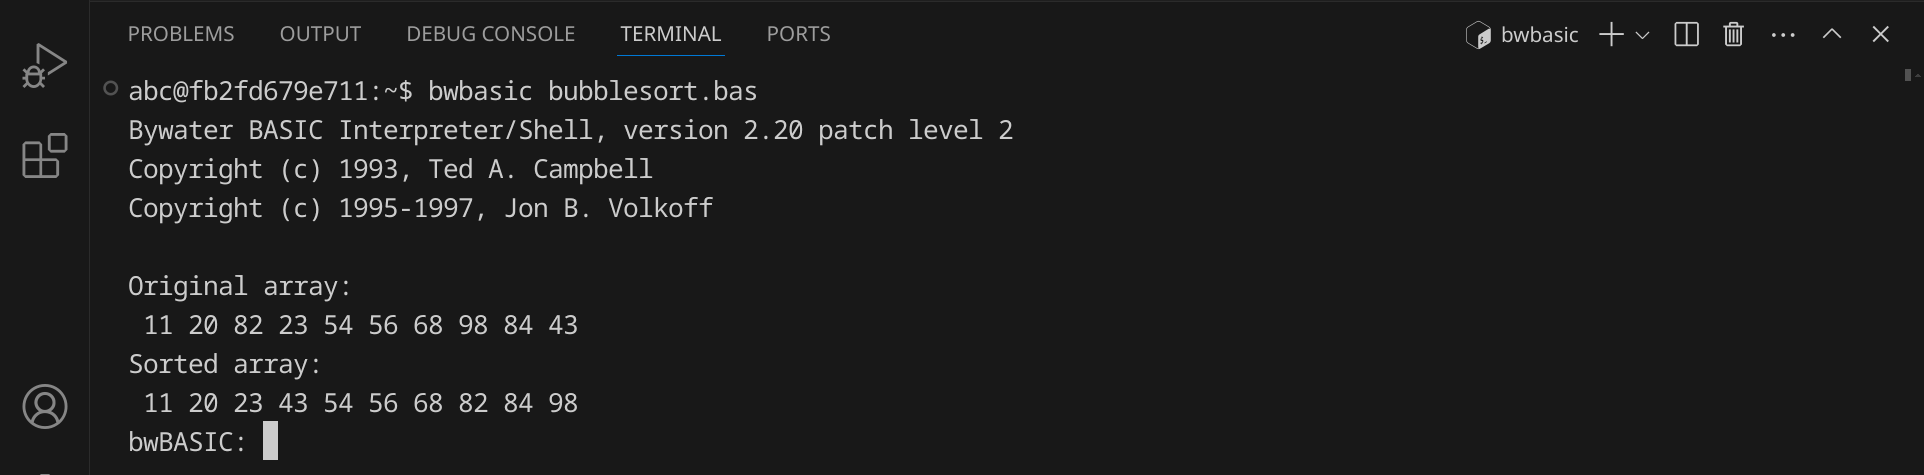 PROBLEMS OUTPUT DEBUG CONSOLE TERMINAL PORTS bwbasic
abc@fb2fd679e711:~$ bwbasic bubblesort.bas
Bywater BASIC Interpreter/Shell, version 2.20 patch level 2
Copyright (c) 1993, Ted A. Campbell
Copyright (c) 1995-1997, Jon B. Volkoff
Original array:
11 20 82 23 54 56 68 98 84 43
Sorted array:
11 20 23 43 54 56 68 82 84 98
bwBASIC: